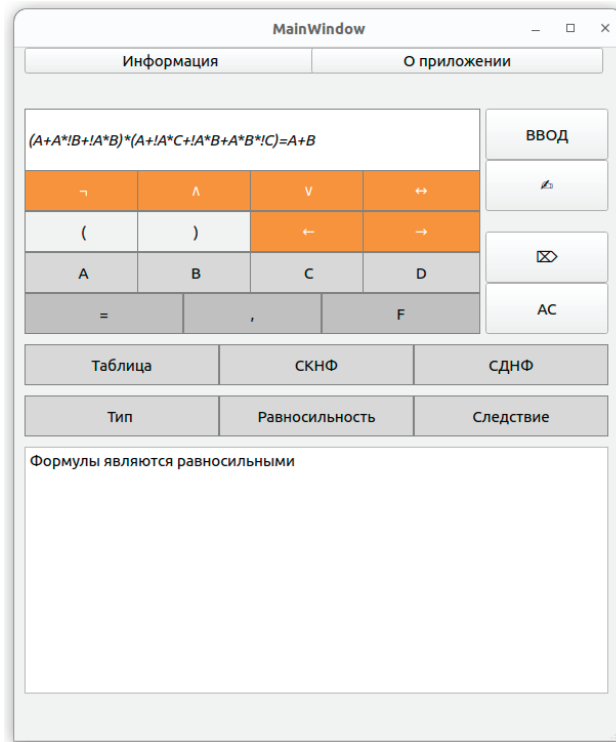 MainWindow
Информация О приложении
(A+A*!B+!A*B)*(A+!A*C+!A*B+A*B*!C)=A+B
ВВОД
¬ ∧ ∨ ↔
✍
( ) ← →
⌦
A B C D
AC
= , F
Таблица СКНФ СДНФ
Тип Равносильность Следствие
Формулы являются равносильными